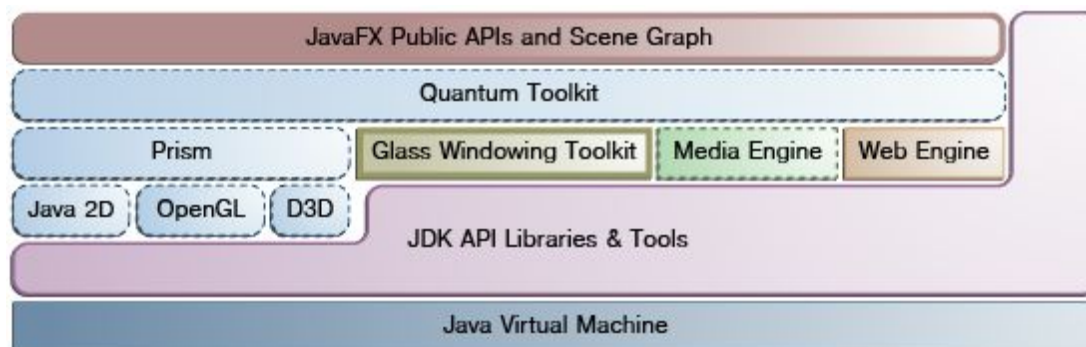 JavaFX Public APIs and Scene Graph
Quantum Toolkit
Prism
Glass Windowing Toolkit
Media Engine
Web Engine
Java 2D
OpenGL
D3D
JDK API Libraries & Tools
Java Virtual Machine